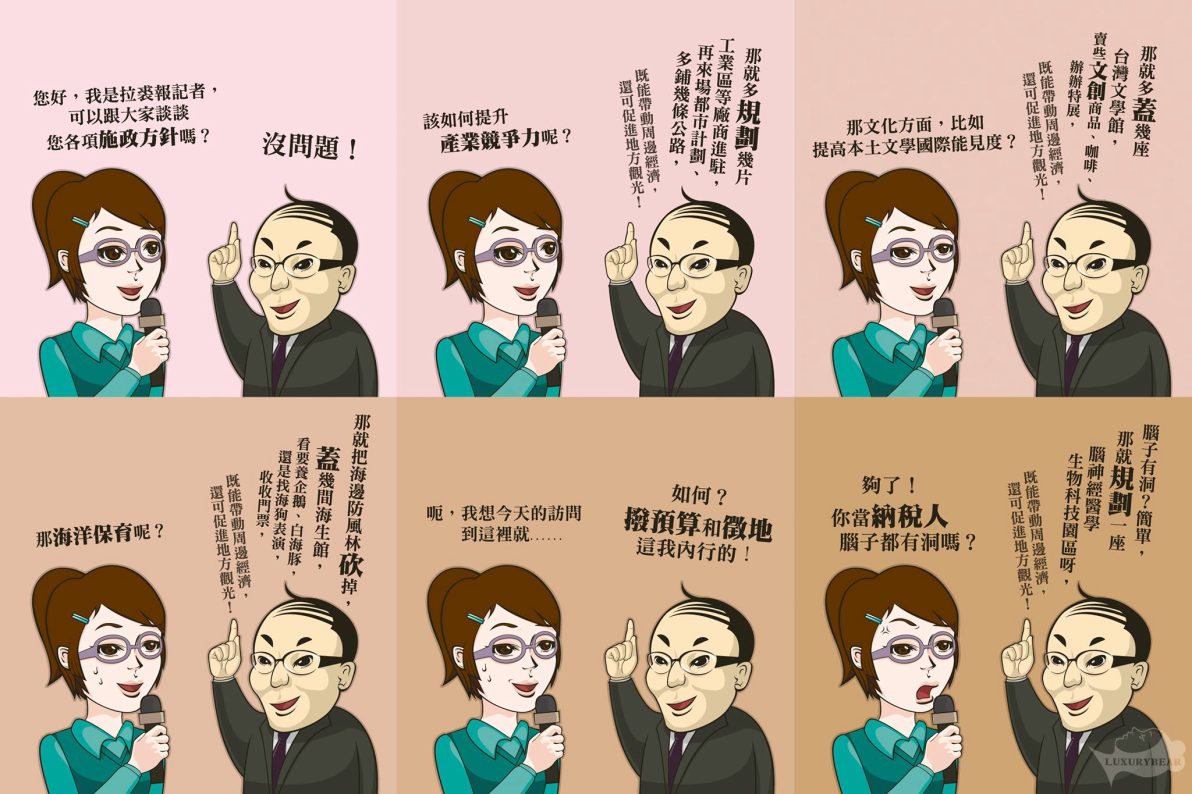 您好，我是拉裘報記者，
可以跟大家談談
您各項施政方針嗎？
沒問題！
該如何提升
產業競爭力呢？
那就多規劃幾片
工業區等廠商進駐，
再來場都市計劃、
多鋪幾條公路，
既能帶動周邊經濟，
還可促進地方觀光！
那文化方面，比如
提高本土文學國際能見度？
那就多蓋幾座
台灣文學館，
賣些文創商品、咖啡、
辦辦特展，
既能帶動周邊經濟，
還可促進地方觀光！
那海洋保育呢？
那就把海邊防風林砍掉，
蓋幾間海生館，
看要養企鵝、白海豚，
還是找海狗表演，
收收門票，
既能帶動周邊經濟，
還可促進地方觀光！
呃，我想今天的訪問
到這裡就……
如何？
撥預算和徵地
這我內行的！
夠了！
你當納稅人
腦子都有洞嗎？
腦子有洞？簡單，
那就規劃一座
腦神經醫學
生物科技園區呀，
既能帶動周邊經濟，
還可促進地方觀光！
LUXURYBEAR